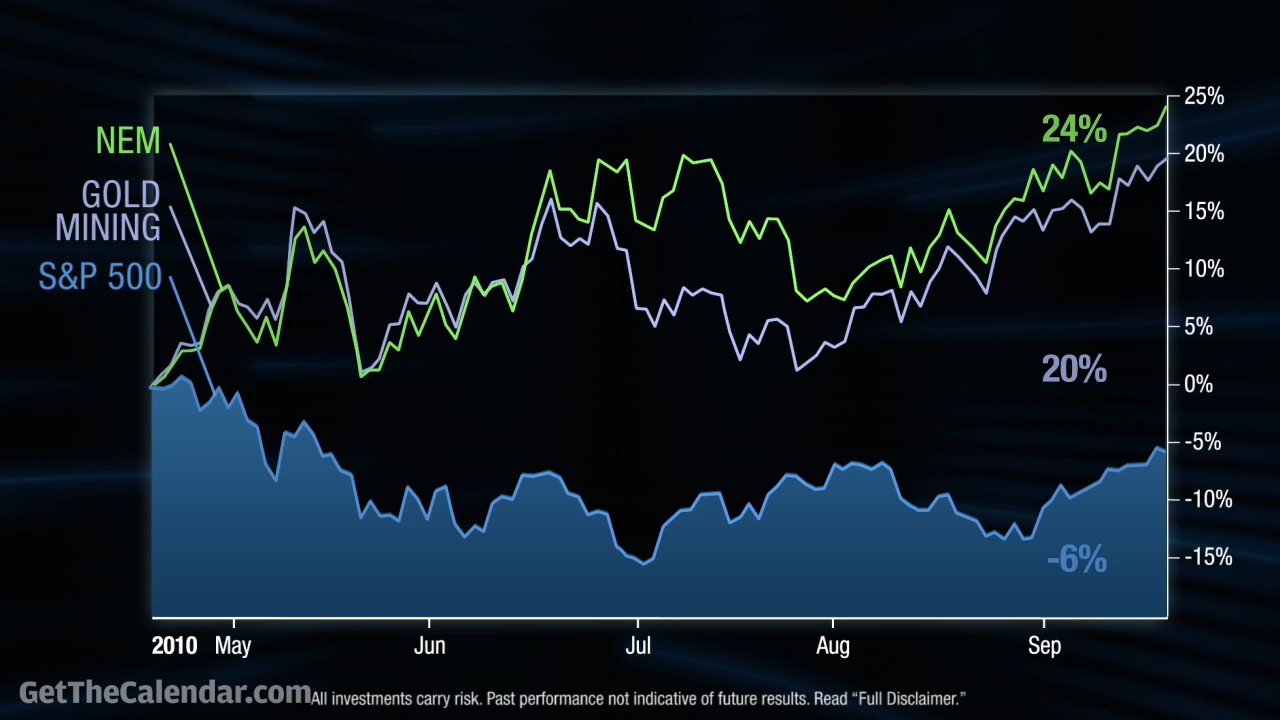 NEM
GOLD
MINING
S&P 500
24%
20%
-6%
25%
20%
15%
10%
5%
0%
-5%
-10%
-15%
2010 May Jun Jul Aug Sep
GetTheCalendar.com
All investments carry risk. Past performance not indicative of future results. Read “Full Disclaimer.”